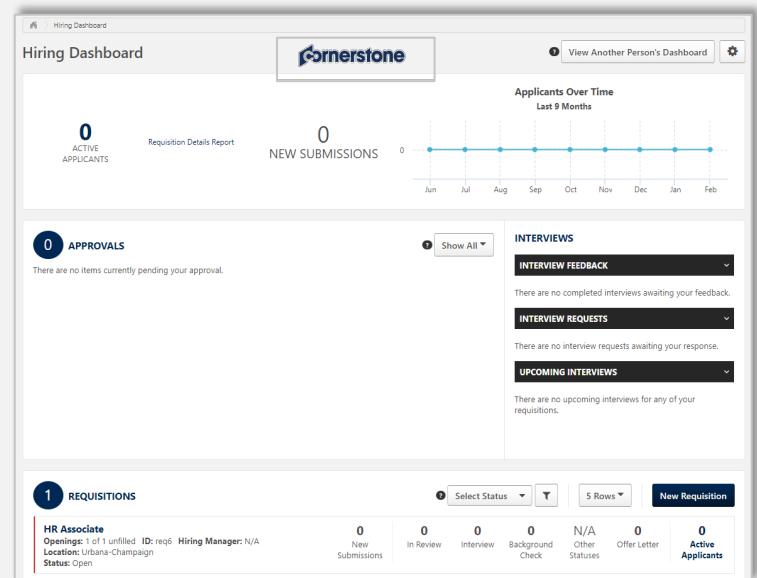 Hiring Dashboard
Hiring Dashboard
Cornerstone
? View Another Person's Dashboard
Applicants Over Time
Last 9 Months
0
ACTIVE
APPLICANTS
Requisition Details Report
0
NEW SUBMISSIONS
0
Jun Jul Aug Sep Oct Nov Dec Jan Feb
0 APPROVALS
? Show All
There are no items currently pending your approval.
INTERVIEWS
INTERVIEW FEEDBACK
There are no completed interviews awaiting your feedback.
INTERVIEW REQUESTS
There are no interview requests awaiting your response.
UPCOMING INTERVIEWS
There are no upcoming interviews for any of your
requisitions.
1 REQUISITIONS
? Select Status 5 Rows New Requisition
HR Associate
Openings: 1 of 1 unfilled ID: req6 Hiring Manager: N/A
Location: Urbana-Champaign
Status: Open
0 New Submissions
0 In Review
0 Interview
0 Background Check
N/A Other Statuses
0 Offer Letter
0 Active Applicants